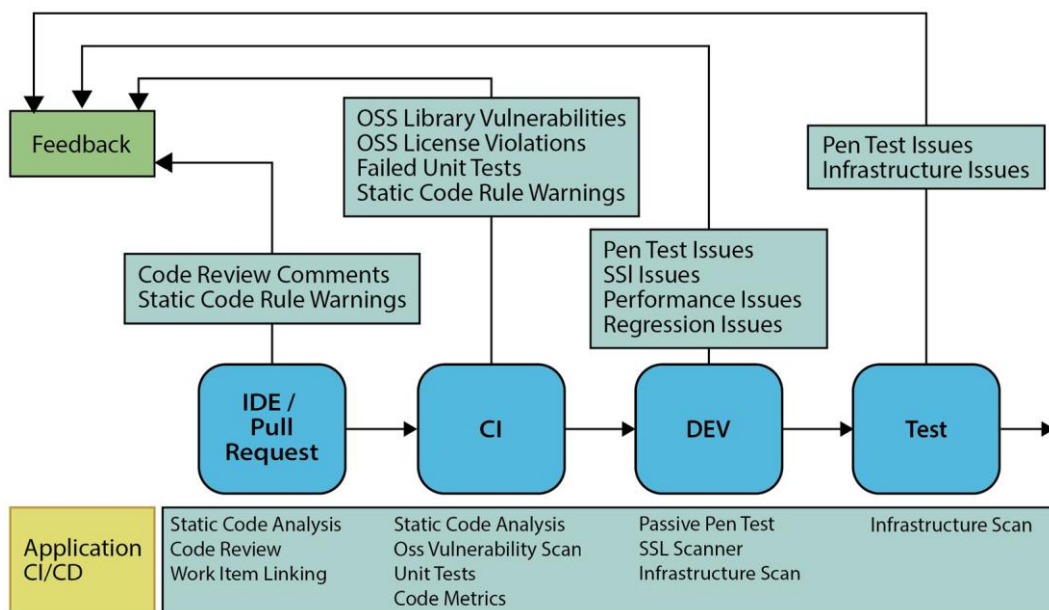 Feedback
OSS Library Vulnerabilities
OSS License Violations
Failed Unit Tests
Static Code Rule Warnings
Pen Test Issues
Infrastructure Issues
Code Review Comments
Static Code Rule Warnings
Pen Test Issues
SSl Issues
Performance Issues
Regression Issues
IDE /
Pull
Request
CI
DEV
Test
Application
CI/CD
Static Code Analysis
Code Review
Work Item Linking
Static Code Analysis
Oss Vulnerability Scan
Unit Tests
Code Metrics
Passive Pen Test
SSL Scanner
Infrastructure Scan
Infrastructure Scan